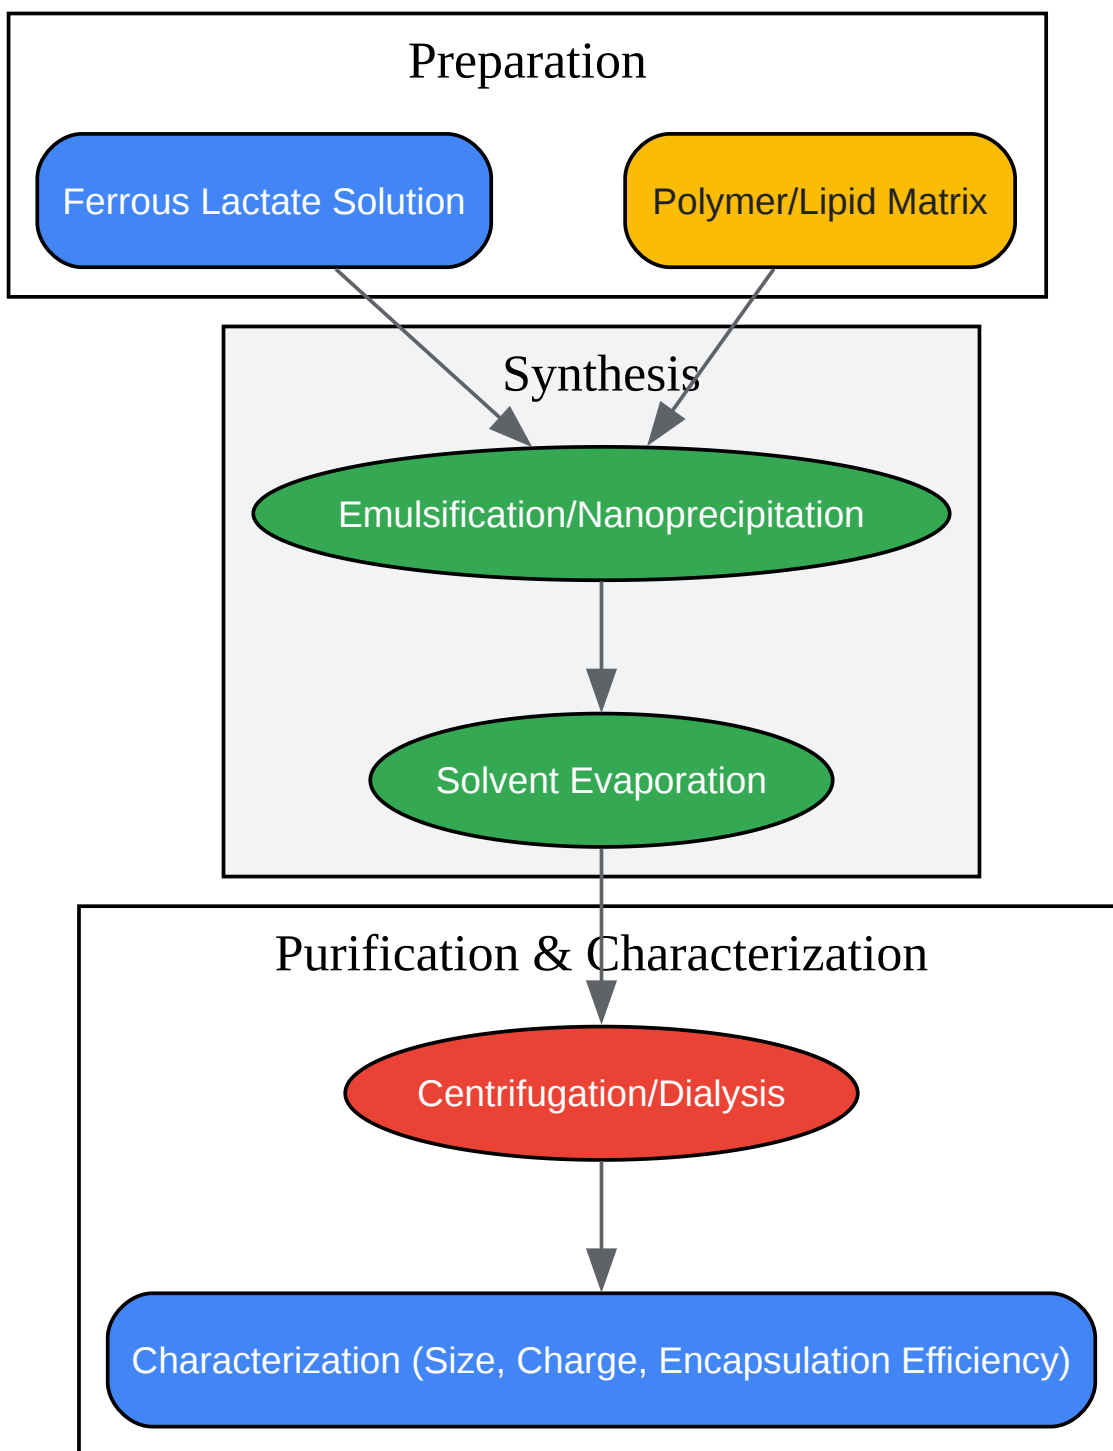 Preparation
Ferrous Lactate Solution
Polymer/Lipid Matrix
Synthesis
Emulsification/Nanoprecipitation
Solvent Evaporation
Purification & Characterization
Centrifugation/Dialysis
Characterization (Size, Charge, Encapsulation Efficiency)